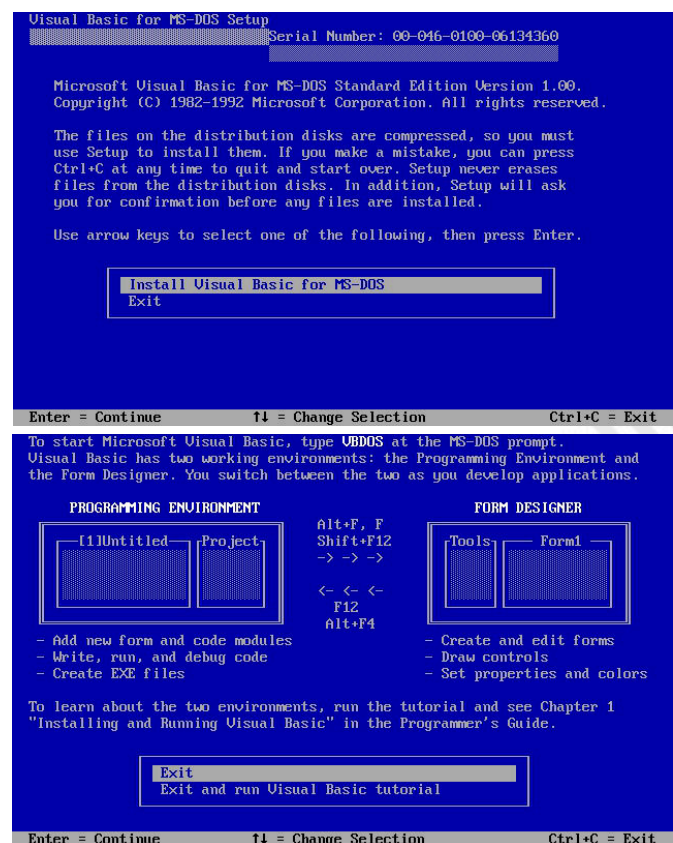 Visual Basic for MS-DOS Setup
Serial Number: 00-046-0100-06134360
Microsoft Visual Basic for MS-DOS Standard Edition Version 1.00.
Copyright (C) 1982-1992 Microsoft Corporation. All rights reserved.
The files on the distribution disks are compressed, so you must
use Setup to install them. If you make a mistake, you can press
Ctrl+C at any time to quit and start over. Setup never erases
files from the distribution disks. In addition, Setup will ask
you for confirmation before any files are installed.
Use arrow keys to select one of the following, then press Enter.
Install Visual Basic for MS-DOS
Exit
Enter = Continue ↑↓ = Change Selection Ctrl+C = Exit
To start Microsoft Visual Basic, type VBDOS at the MS-DOS prompt.
Visual Basic has two working environments: the Programming Environment and
the Form Designer. You switch between the two as you develop applications.
PROGRAMMING ENVIRONMENT FORM DESIGNER
Alt+F, F
[1]Untitled Project Shift+F12 Tools Form1
-> -> ->
<- <- <-
F12
Alt+F4
- Add new form and code modules - Create and edit forms
- Write, run, and debug code - Draw controls
- Create EXE files - Set properties and colors
To learn about the two environments, run the tutorial and see Chapter 1
"Installing and Running Visual Basic" in the Programmer's Guide.
Exit
Exit and run Visual Basic tutorial
Enter = Continue ↑↓ = Change Selection Ctrl+C = Exit